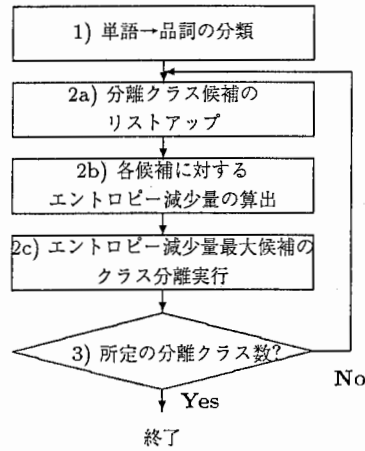 1) 単語→品詞の分類
2a) 分離クラス候補の
リストアップ
2b) 各候補に対する
エントロピー減少量の算出
2c) エントロピー減少量最大候補の
クラス分離実行
3) 所定の分離クラス数?
No
Yes
終了